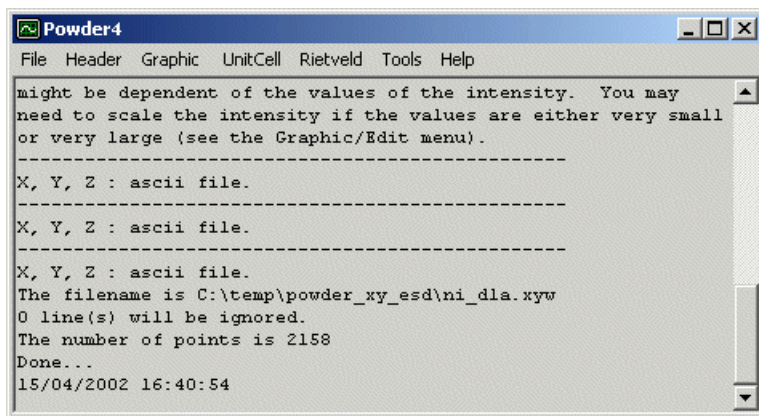 Powder4
File Header Graphic UnitCell Rietveld Tools Help
might be dependent of the values of the intensity.  You may
need to scale the intensity if the values are either very small
or very large (see the Graphic/Edit menu).
-------------------------------------------------------
X, Y, Z : ascii file.
-------------------------------------------------------
X, Y, Z : ascii file.
-------------------------------------------------------
X, Y, Z : ascii file.
The filename is C:\temp\powder_xy_esd\ni_dla.xyw
0 line(s) will be ignored.
The number of points is 2158
Done...
15/04/2002 16:40:54